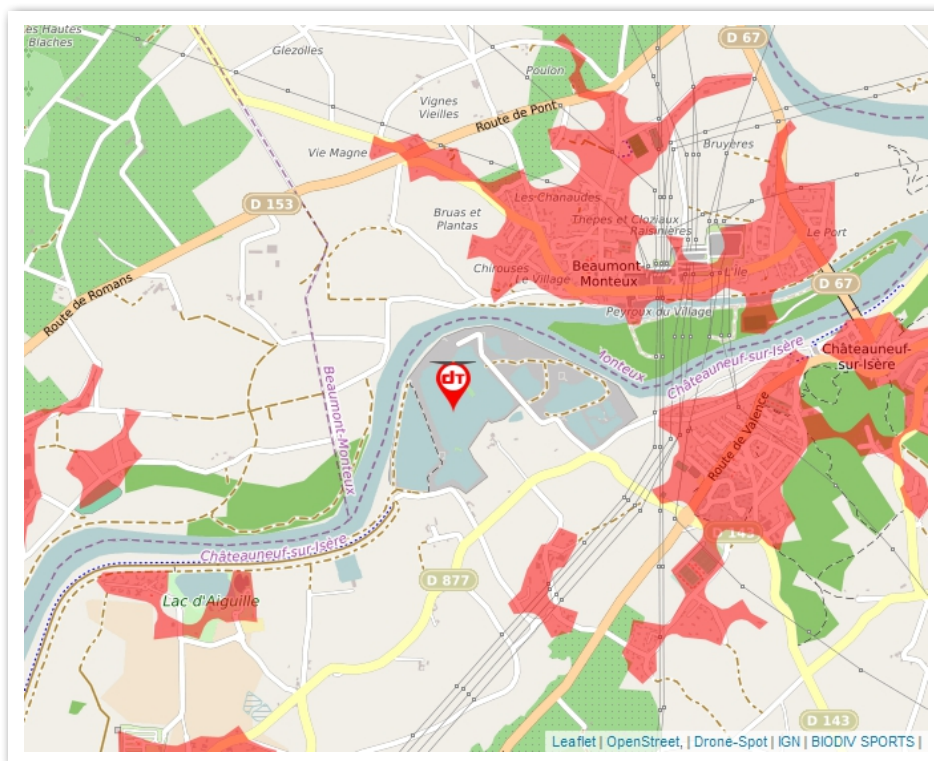 es Hautes
Blaches
Glezolles
D 67
Poulon
Vignes
Vieilles
Route de Pont
Bruyères
Vie Magne
D 153
Les Chanaudes
Bruas et
Plantas
Thèpes et Cloziaux
Raisinières
Le Port
Chirouses
Le Village
Beaumont-
Monteux
L'Ile
D 67
Route de Romans
Peyroux du Village
Monteux
Châteauneuf-sur-Isère
Châteauneuf-
sur-Isère
dT
Beaumont-Monteux
Route de Valence
Châteauneuf-sur-Isère
D 143
D 877
Lac d'Aiguille
D 143
Leaflet | OpenStreet, | Drone-Spot | IGN | BIODIV SPORTS |